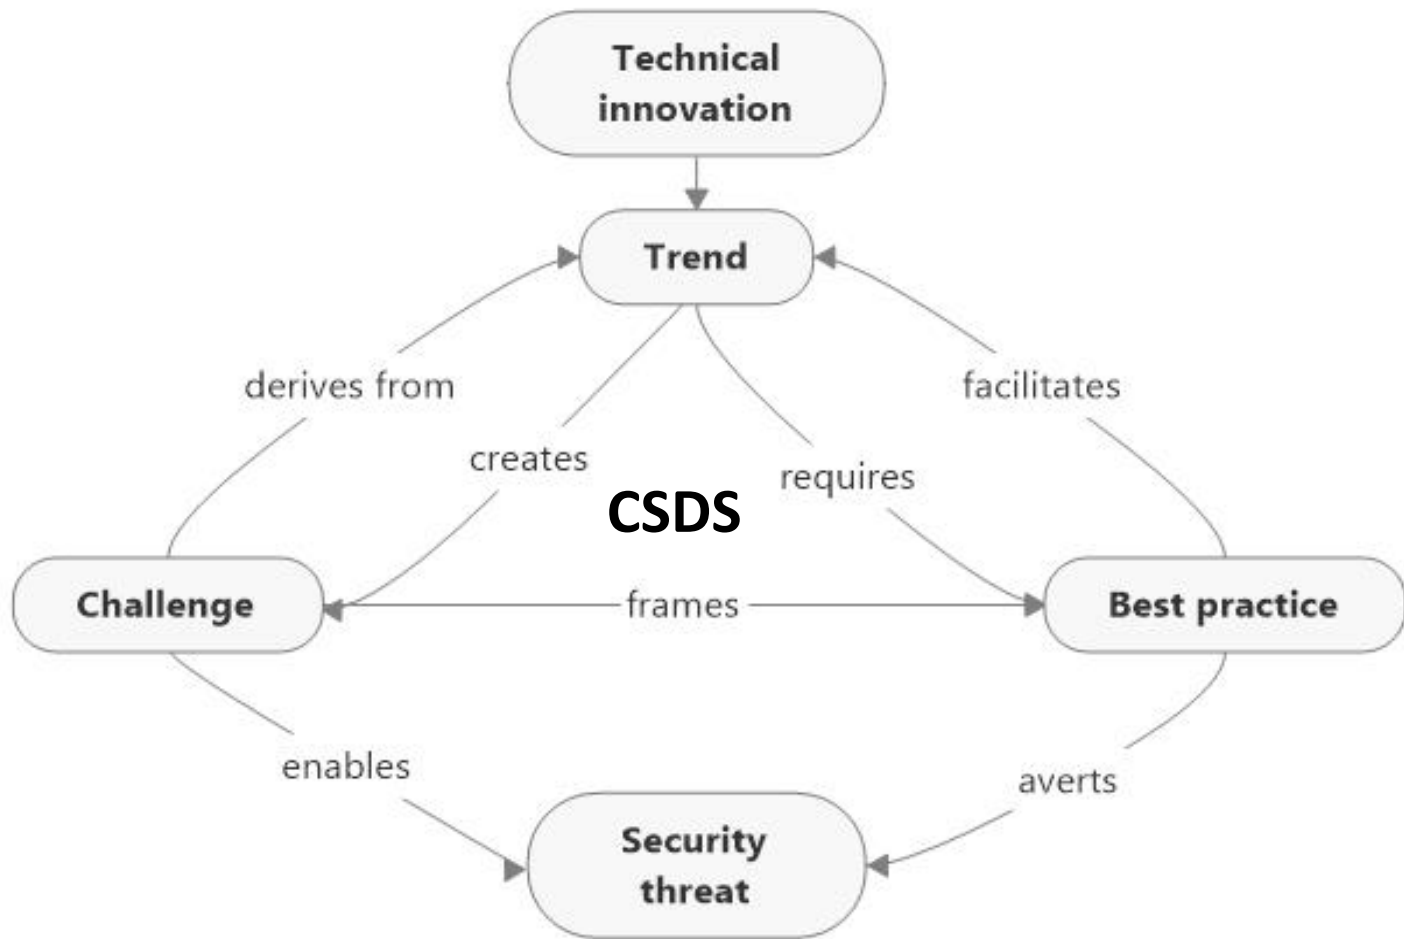 Technical
innovation
Trend
derives from
facilitates
creates
requires
CSDS
Challenge
frames
Best practice
enables
averts
Security
threat